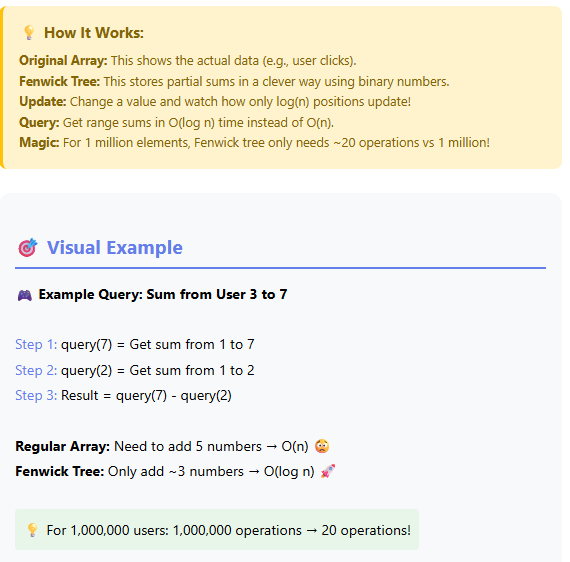 💡 How It Works:
Original Array: This shows the actual data (e.g., user clicks).
Fenwick Tree: This stores partial sums in a clever way using binary numbers.
Update: Change a value and watch how only log(n) positions update!
Query: Get range sums in O(log n) time instead of O(n).
Magic: For 1 million elements, Fenwick tree only needs ~20 operations vs 1 million!
🎯 Visual Example
🎮 Example Query: Sum from User 3 to 7
Step 1: query(7) = Get sum from 1 to 7
Step 2: query(2) = Get sum from 1 to 2
Step 3: Result = query(7) - query(2)
Regular Array: Need to add 5 numbers → O(n) 😨
Fenwick Tree: Only add ~3 numbers → O(log n) 🚀
💡 For 1,000,000 users: 1,000,000 operations → 20 operations!